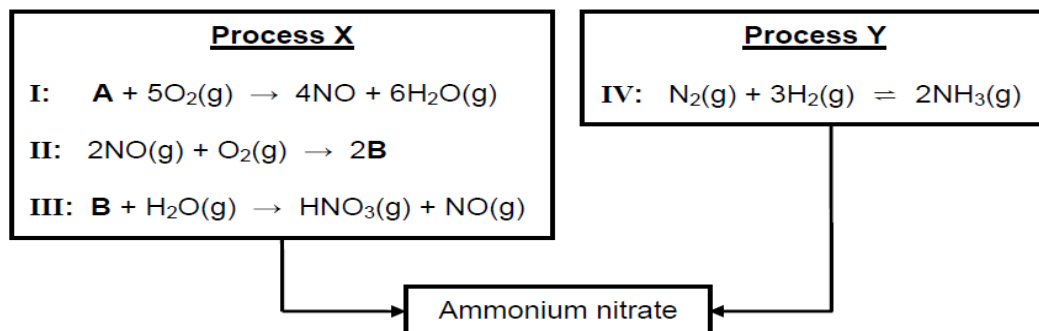 Process X
I: A + 5O₂(g) → 4NO + 6H₂O(g)
II: 2NO(g) + O₂(g) → 2B
III: B + H₂O(g) → HNO₃(g) + NO(g)
Process Y
IV: N₂(g) + 3H₂(g) ⇌ 2NH₃(g)
Ammonium nitrate